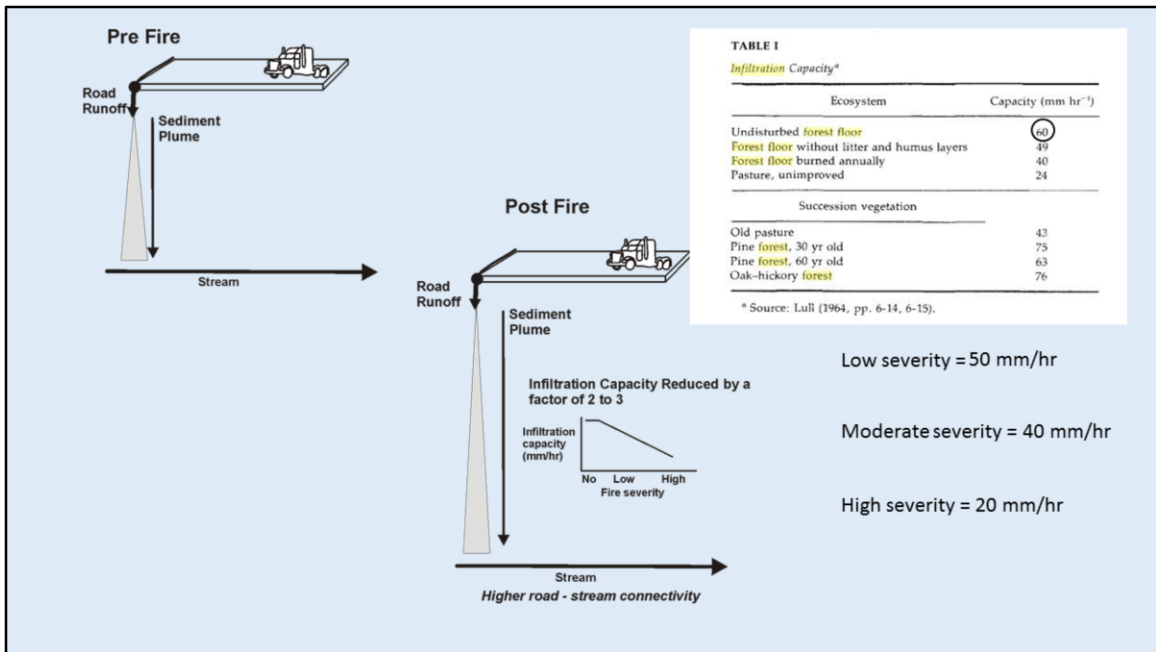 Pre Fire
Road
Runoff
Sediment
Plume
Stream
Post Fire
Road
Runoff
Sediment
Plume
Infiltration Capacity Reduced by a
factor of 2 to 3
Infiltration
capacity
(mm/hr)
No Low High
Fire severity
Stream
Higher road - stream connectivity
TABLE I
Infiltration Capacityᵃ
Ecosystem Capacity (mm hr⁻¹)
Undisturbed forest floor 60
Forest floor without litter and humus layers 49
Forest floor burned annually 40
Pasture, unimproved 24
Succession vegetation
Old pasture 43
Pine forest, 30 yr old 75
Pine forest, 60 yr old 63
Oak–hickory forest 76
ᵃ Source: Lull (1964, pp. 6-14, 6-15).
Low severity = 50 mm/hr
Moderate severity = 40 mm/hr
High severity = 20 mm/hr